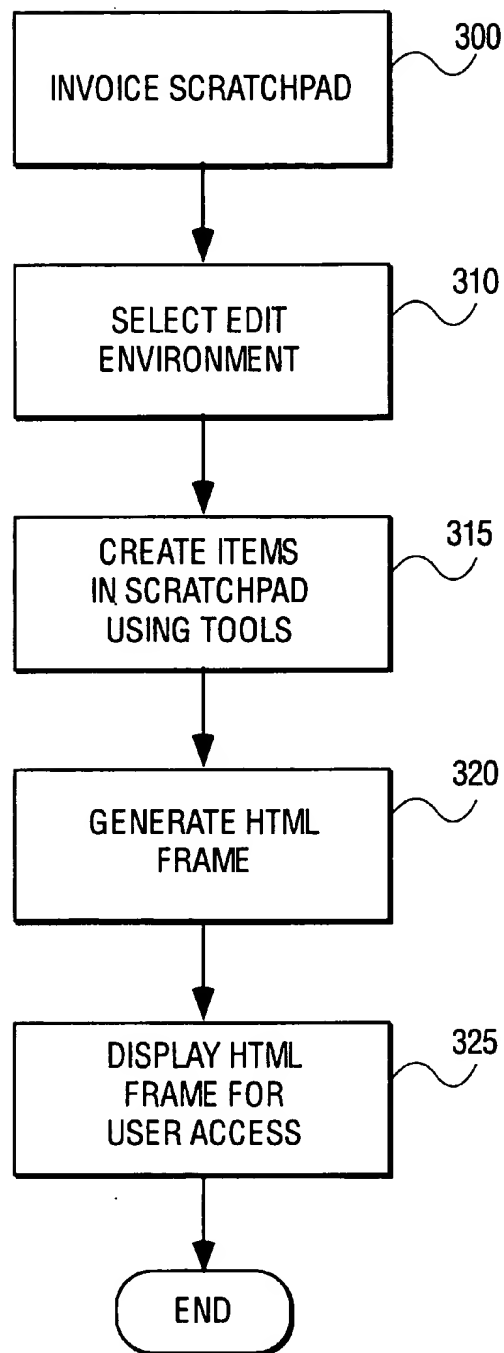 INVOICE SCRATCHPAD
300
SELECT EDIT
ENVIRONMENT
310
CREATE ITEMS
IN SCRATCHPAD
USING TOOLS
315
GENERATE HTML
FRAME
320
DISPLAY HTML
FRAME FOR
USER ACCESS
325
END